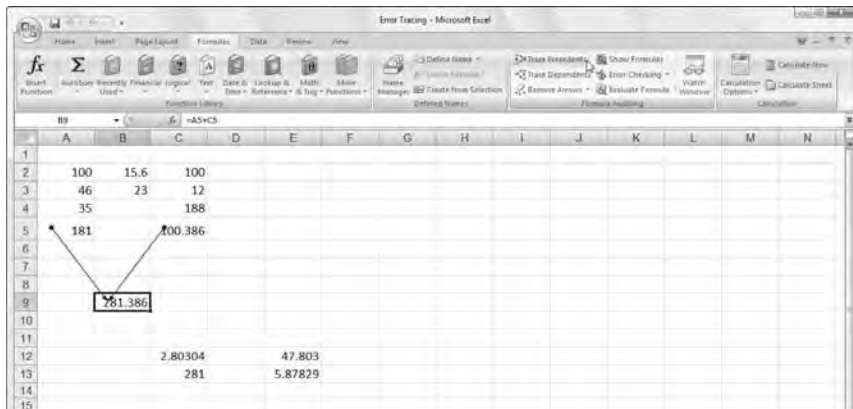 Error Tracing - Microsoft Excel
Home Insert Page Layout Formulas Data Review View
Insert Function
AutoSum Recently Used Financial Logical Text Date & Time Lookup & Reference Math & Trig More Functions
Function Library
Name Manager
Define Name
Use in Formula
Create from Selection
Defined Names
Trace Precedents
Trace Dependents
Remove Arrows
Show Formulas
Error Checking
Evaluate Formula
Watch Window
Formula Auditing
Calculation Options
Calculate Now
Calculate Sheet
Calculation
B9 fx =A5+C5
A B C D E F G H I J K L M N
1
2 100 15.6 100
3 46 23 12
4 35 188
5 181 100.386
6
7
8
9 281.386
10
11
12 2.80304 47.803
13 281 5.87829
14
15